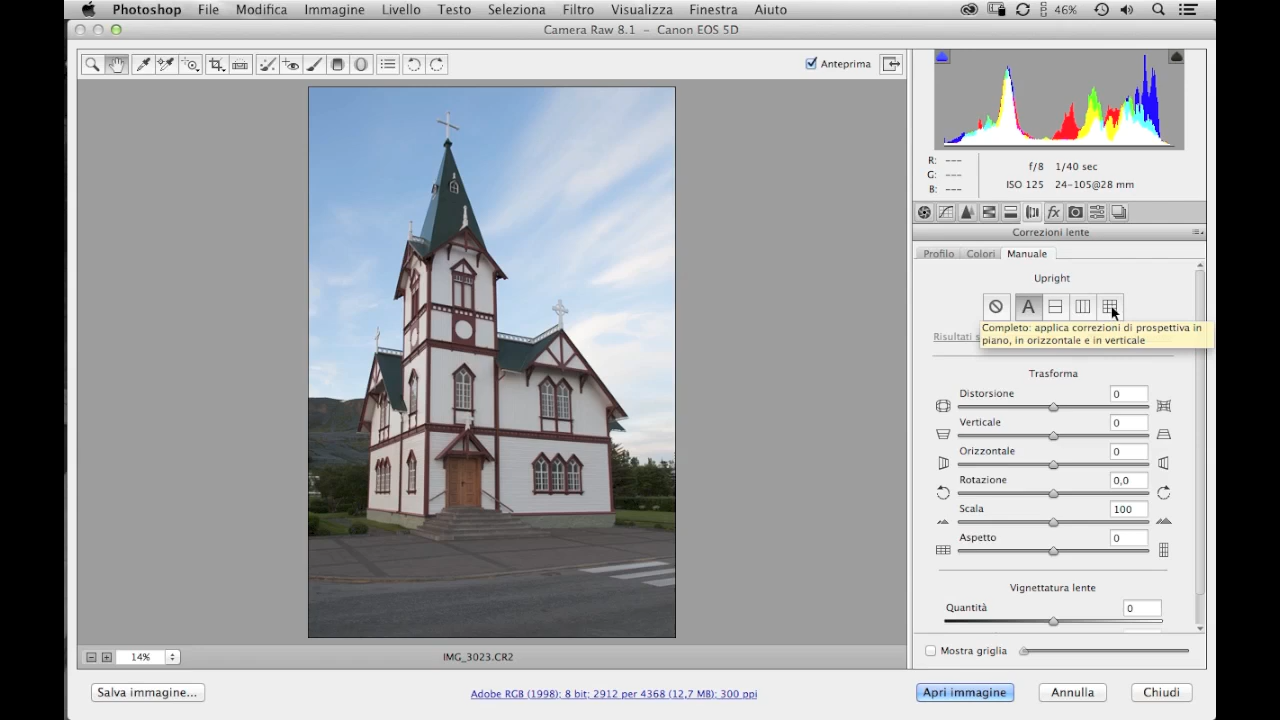 Photoshop File Modifica Immagine Livello Testo Seleziona Filtro Visualizza Finestra Aiuto 46%
Camera Raw 8.1 - Canon EOS 5D
Anteprima
R: ---
G: ---
B: ---
f/8 1/40 sec
ISO 125 24-105@28 mm
fx
Correzioni lente
Profilo Colori Manuale
Upright
A
Completo: applica correzioni di prospettiva in
piano, in orizzontale e in verticale
Risultati s
Trasforma
Distorsione 0
Verticale 0
Orizzontale 0
Rotazione 0,0
Scala 100
Aspetto 0
Vignettatura lente
Quantità 0
Mostra griglia
14% IMG_3023.CR2
Salva immagine... Adobe RGB (1998); 8 bit; 2912 per 4368 (12,7 MB); 300 ppi Apri immagine Annulla Chiudi